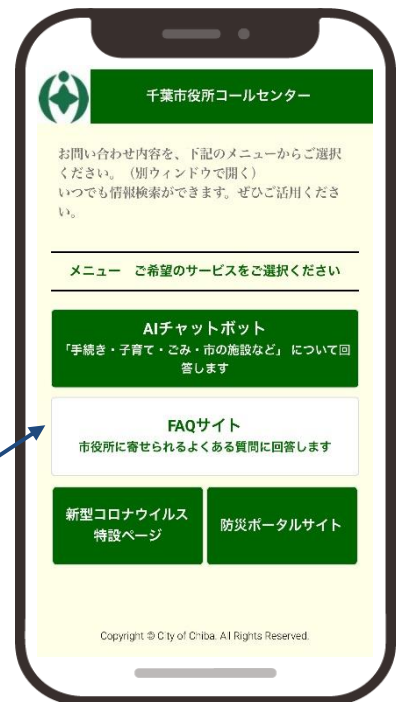 千葉市役所コールセンター
お問い合わせ内容を、下記のメニューからご選択
ください。（別ウィンドウで開く）
いつでも情報検索ができます。ぜひご活用くださ
い。
メニュー　ご希望のサービスをご選択ください
AIチャットボット
「手続き・子育て・ごみ・市の施設など」 について回
答します
FAQサイト
市役所に寄せられるよくある質問に回答します
新型コロナウイルス
特設ページ
防災ポータルサイト
Copyright © City of Chiba. All Rights Reserved.